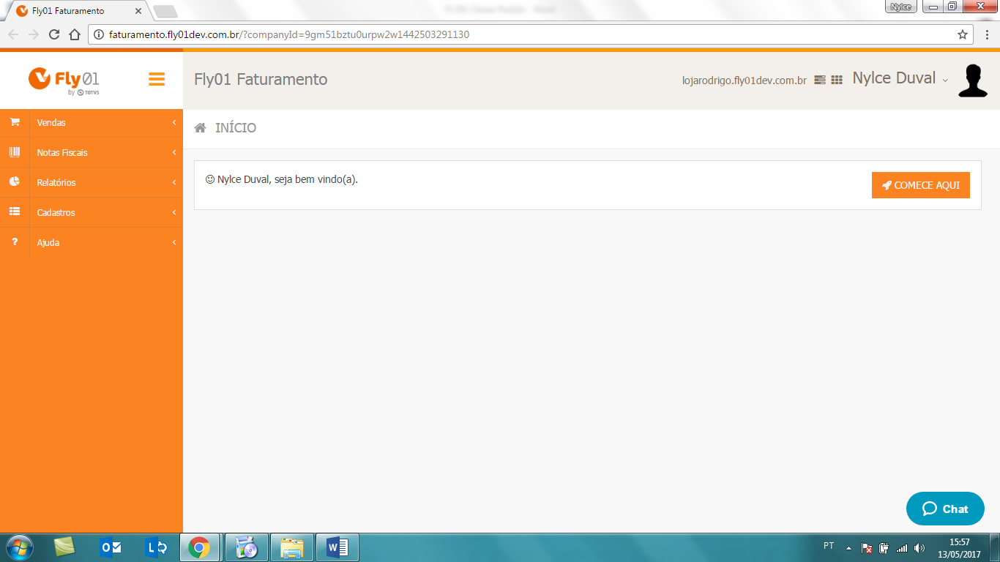 Fly01 Faturamento
Nylce
faturamento.fly01dev.com.br/?companyId=9gm51bztu0urpw2w1442503291130
Fly01
by TOTVS
Fly01 Faturamento
lojarodrigo.fly01dev.com.br
Nylce Duval
INÍCIO
Vendas
Notas Fiscais
Relatórios
Cadastros
Ajuda
Nylce Duval, seja bem vindo(a).
COMECE AQUI
Chat
PT
15:57
13/05/2017